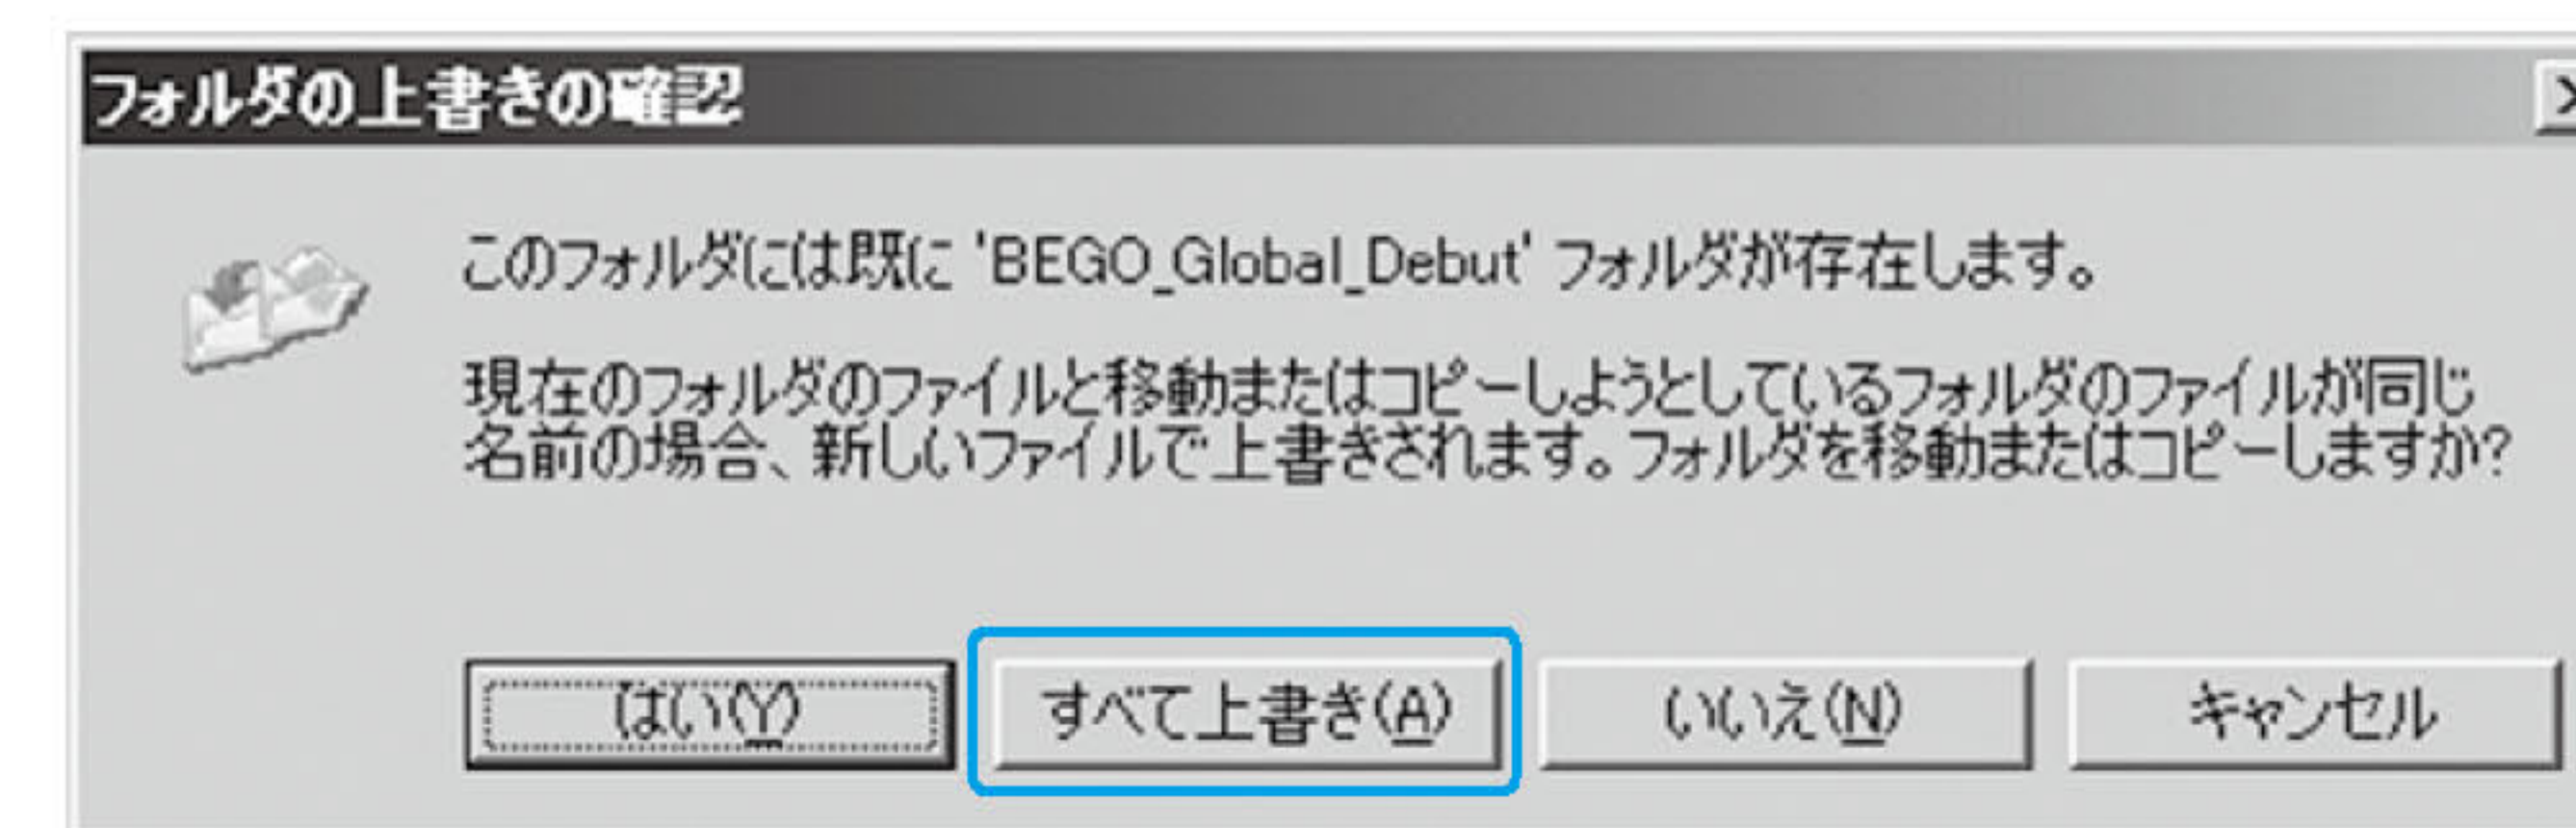 フォルダの上書きの確認
このフォルダには既に 'BEGO_Global_Debut' フォルダが存在します。
現在のフォルダのファイルと移動またはコピーしようとしているフォルダのファイルが同じ
名前の場合、新しいファイルで上書きされます。フォルダを移動またはコピーしますか?
はい(Y) すべて上書き(A) いいえ(N) キャンセル